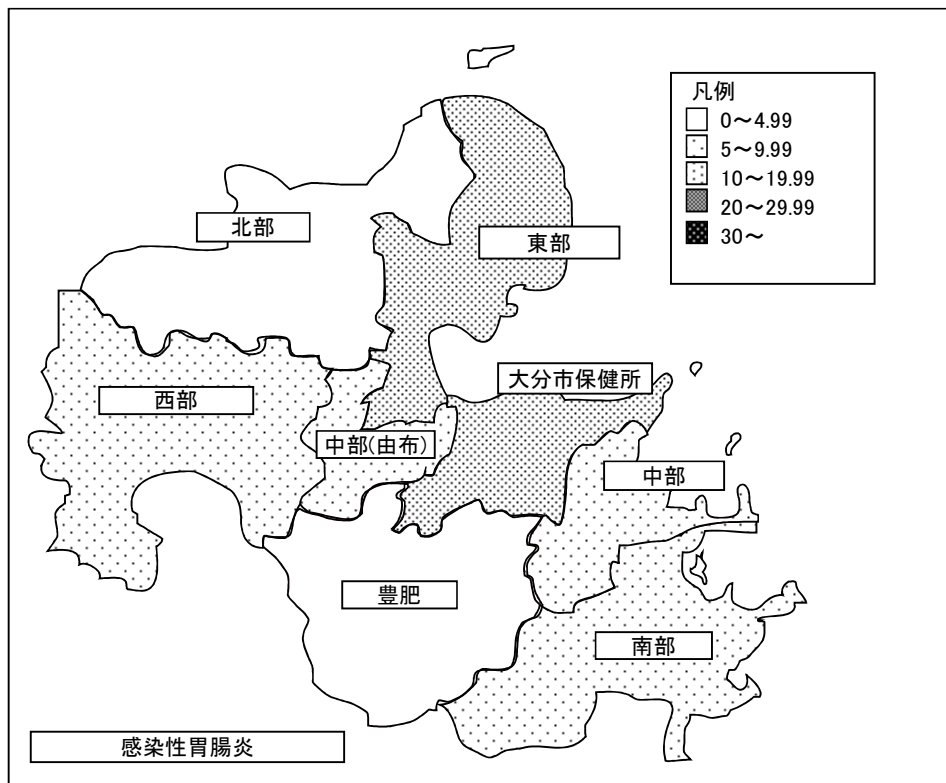 凡例
0～4.99
5～9.99
10～19.99
20～29.99
30～
北部
東部
大分市保健所
西部
中部(由布)
中部
豊肥
南部
感染性胃腸炎